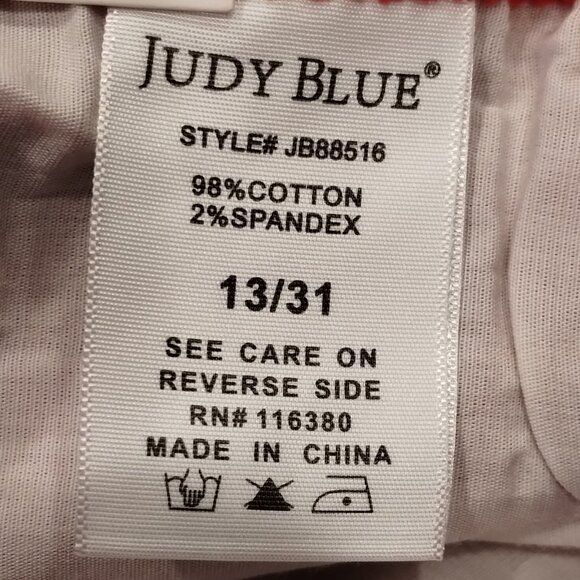 JUDY BLUE®
STYLE# JB88516
98%COTTON
2%SPANDEX
13/31
SEE CARE ON
REVERSE SIDE
RN# 116380
MADE IN CHINA